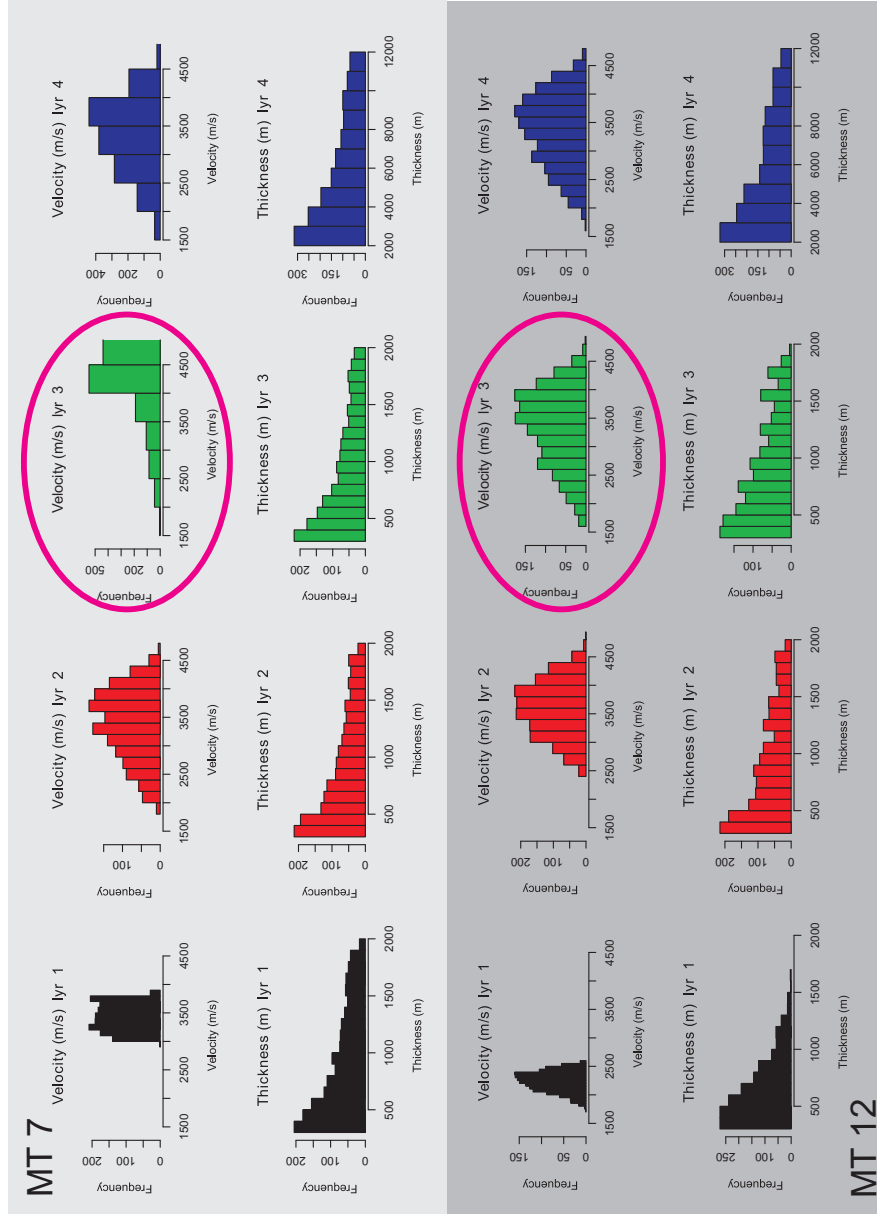 MT 7
Velocity (m/s) lyr 1
Frequency
0 100 200
1500 2500 3500 4500
Velocity (m/s)
Velocity (m/s) lyr 2
Frequency
0 100
1500 2500 3500 4500
Velocity (m/s)
Velocity (m/s) lyr 3
Frequency
0 200 500
1500 2500 3500 4500
Velocity (m/s)
Velocity (m/s) lyr 4
Frequency
0 200 400
1500 2500 3500 4500
Velocity (m/s)
Thickness (m) lyr 1
Frequency
0 100 200
500 1000 1500 2000
Thickness (m)
Thickness (m) lyr 2
Frequency
0 100 200
500 1000 1500 2000
Thickness (m)
Thickness (m) lyr 3
Frequency
0 100 200
500 1000 1500 2000
Thickness (m)
Thickness (m) lyr 4
Frequency
0 150 300
2000 4000 6000 8000 12000
Thickness (m)
Velocity (m/s) lyr 1
Frequency
0 50 150
1500 2500 3500 4500
Velocity (m/s)
Velocity (m/s) lyr 2
Frequency
0 100 200
1500 2500 3500 4500
Velocity (m/s)
Velocity (m/s) lyr 3
Frequency
0 50 150
1500 2500 3500 4500
Velocity (m/s)
Velocity (m/s) lyr 4
Frequency
0 50 150
1500 2500 3500 4500
Velocity (m/s)
Thickness (m) lyr 1
Frequency
0 100 250
500 1000 1500 2000
Thickness (m)
Thickness (m) lyr 2
Frequency
0 100 200
500 1000 1500 2000
Thickness (m)
Thickness (m) lyr 3
Frequency
0 100
500 1000 1500 2000
Thickness (m)
Thickness (m) lyr 4
Frequency
0 150 300
2000 4000 6000 8000 12000
Thickness (m)
MT 12